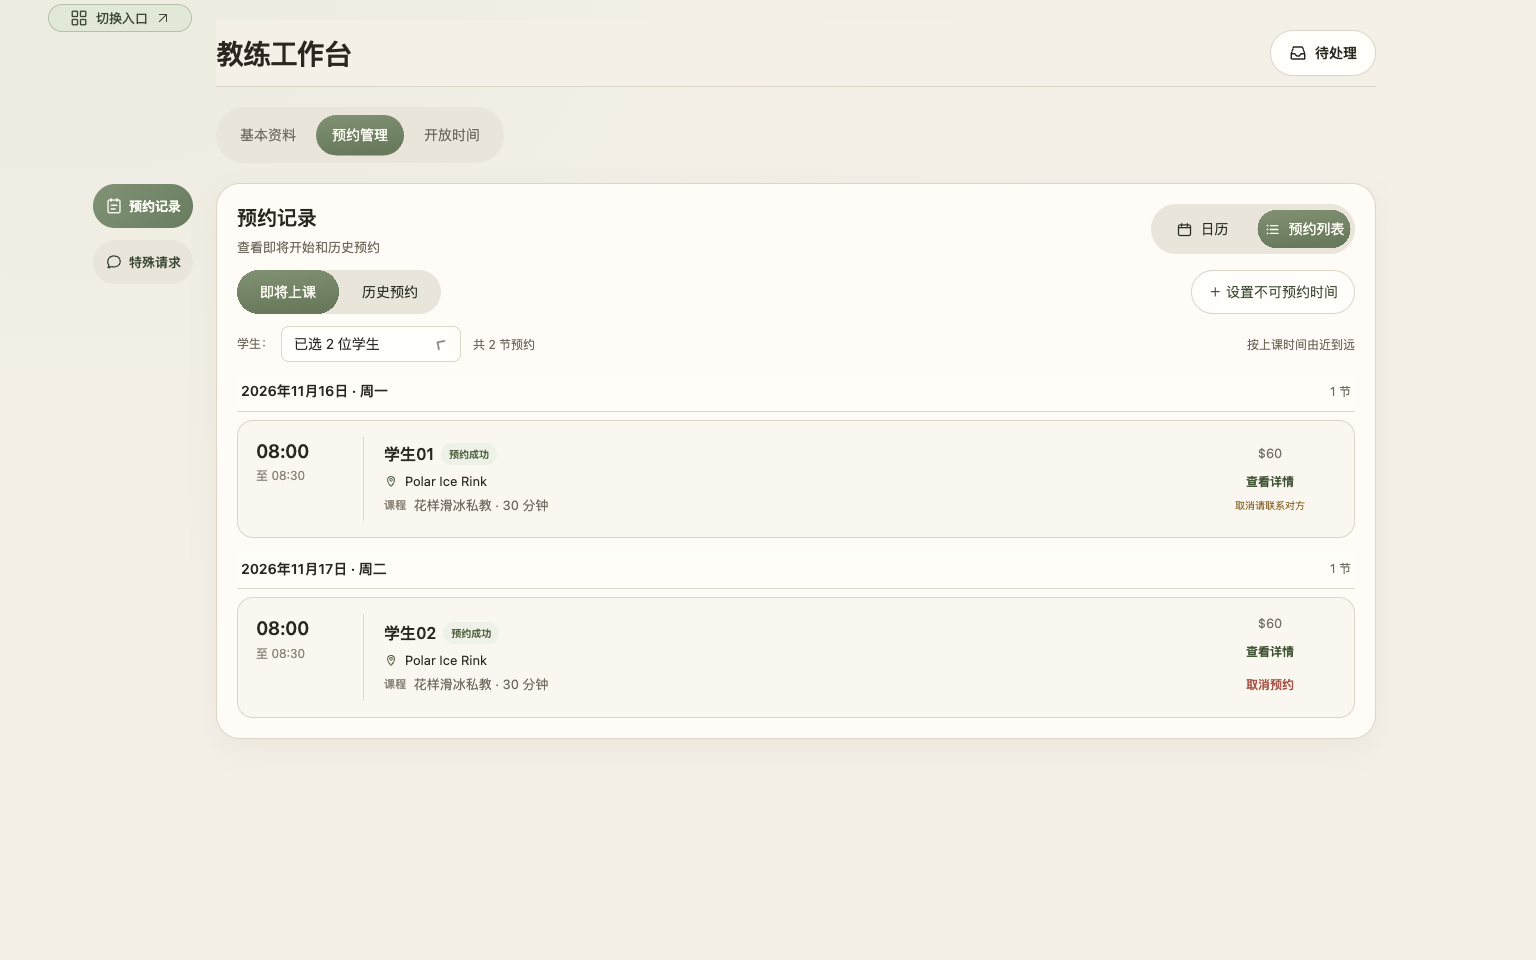 切换入口
教练工作台
待处理
基本资料
预约管理
开放时间
预约记录
特殊请求
预约记录
查看即将开始和历史预约
日历
预约列表
即将上课
历史预约
+ 设置不可预约时间
学生：
已选 2 位学生
共 2 节预约
按上课时间由近到远
2026年11月16日 · 周一
1 节
08:00
至 08:30
学生01
预约成功
Polar Ice Rink
课程 花样滑冰私教 · 30 分钟
$60
查看详情
取消请联系对方
2026年11月17日 · 周二
1 节
08:00
至 08:30
学生02
预约成功
Polar Ice Rink
课程 花样滑冰私教 · 30 分钟
$60
查看详情
取消预约